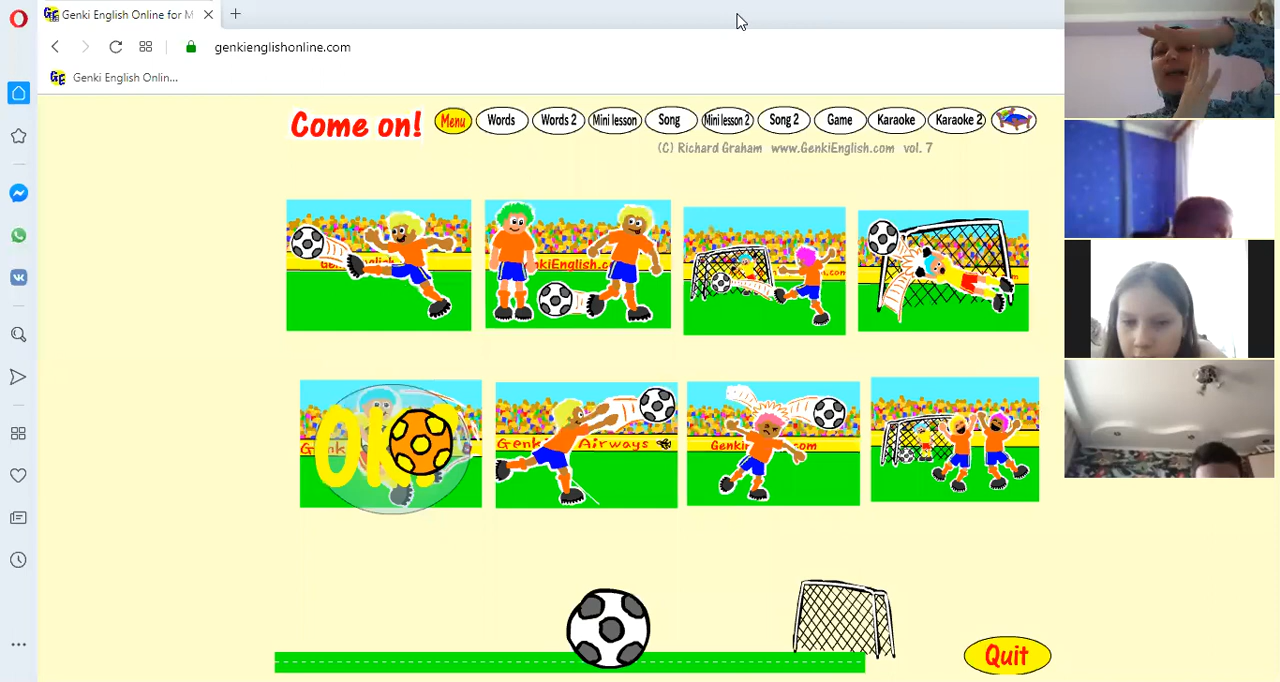 Genki English Online for M
genkienglishonline.com
Genki English Onlin...
Come on!
Menu
Words
Words 2
Mini lesson
Song
Mini lesson 2
Song 2
Game
Karaoke
Karaoke 2
(C) Richard Graham www.GenkiEnglish.com vol. 7
Genki Airways
Quit